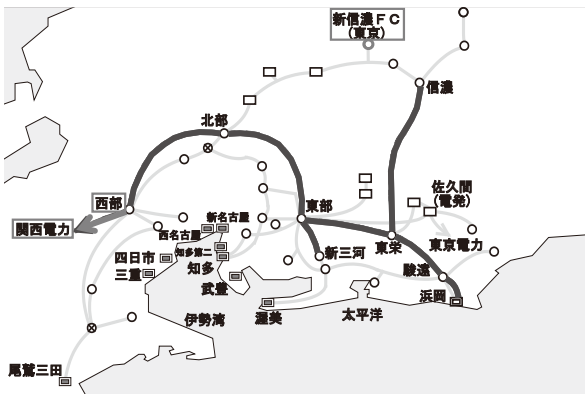 新信濃FC
(東京)
信濃
北部
佐久間
(電発)
西部
東部
新名古屋
関西電力
西名古屋
東栄
東京電力
知多第二
四日市
新三河
知多
駿遠
三重
武豊
浜岡
伊勢湾
渥美
太平洋
尾鷲三田